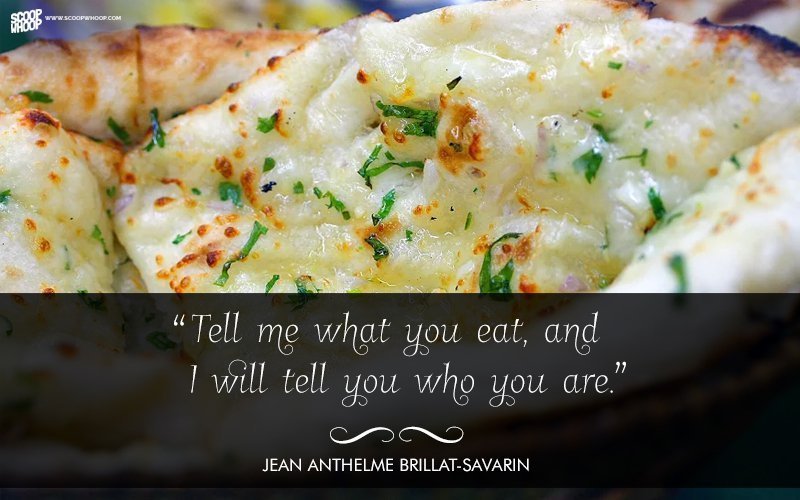 SCOOP
WHOOP
WWW.SCOOPWHOOP.COM
“Tell me what you eat, and
I will tell you who you are.”
JEAN ANTHELME BRILLAT-SAVARIN